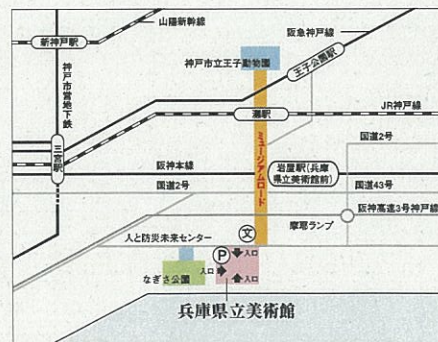 山陽新幹線
阪急神戸線
新神戸駅
神戸市立王子動物園
王子公園駅
神戸市営地下鉄
JR神戸線
灘駅
国道2号
三宮駅
ミュージアムロード
阪神本線
岩屋駅(兵庫
県立美術館前)
国道2号
国道43号
阪神高速3号神戸線
摩耶ランプ
文
人と防災未来センター
P
入口
入口
入口
なぎさ公園
兵庫県立美術館